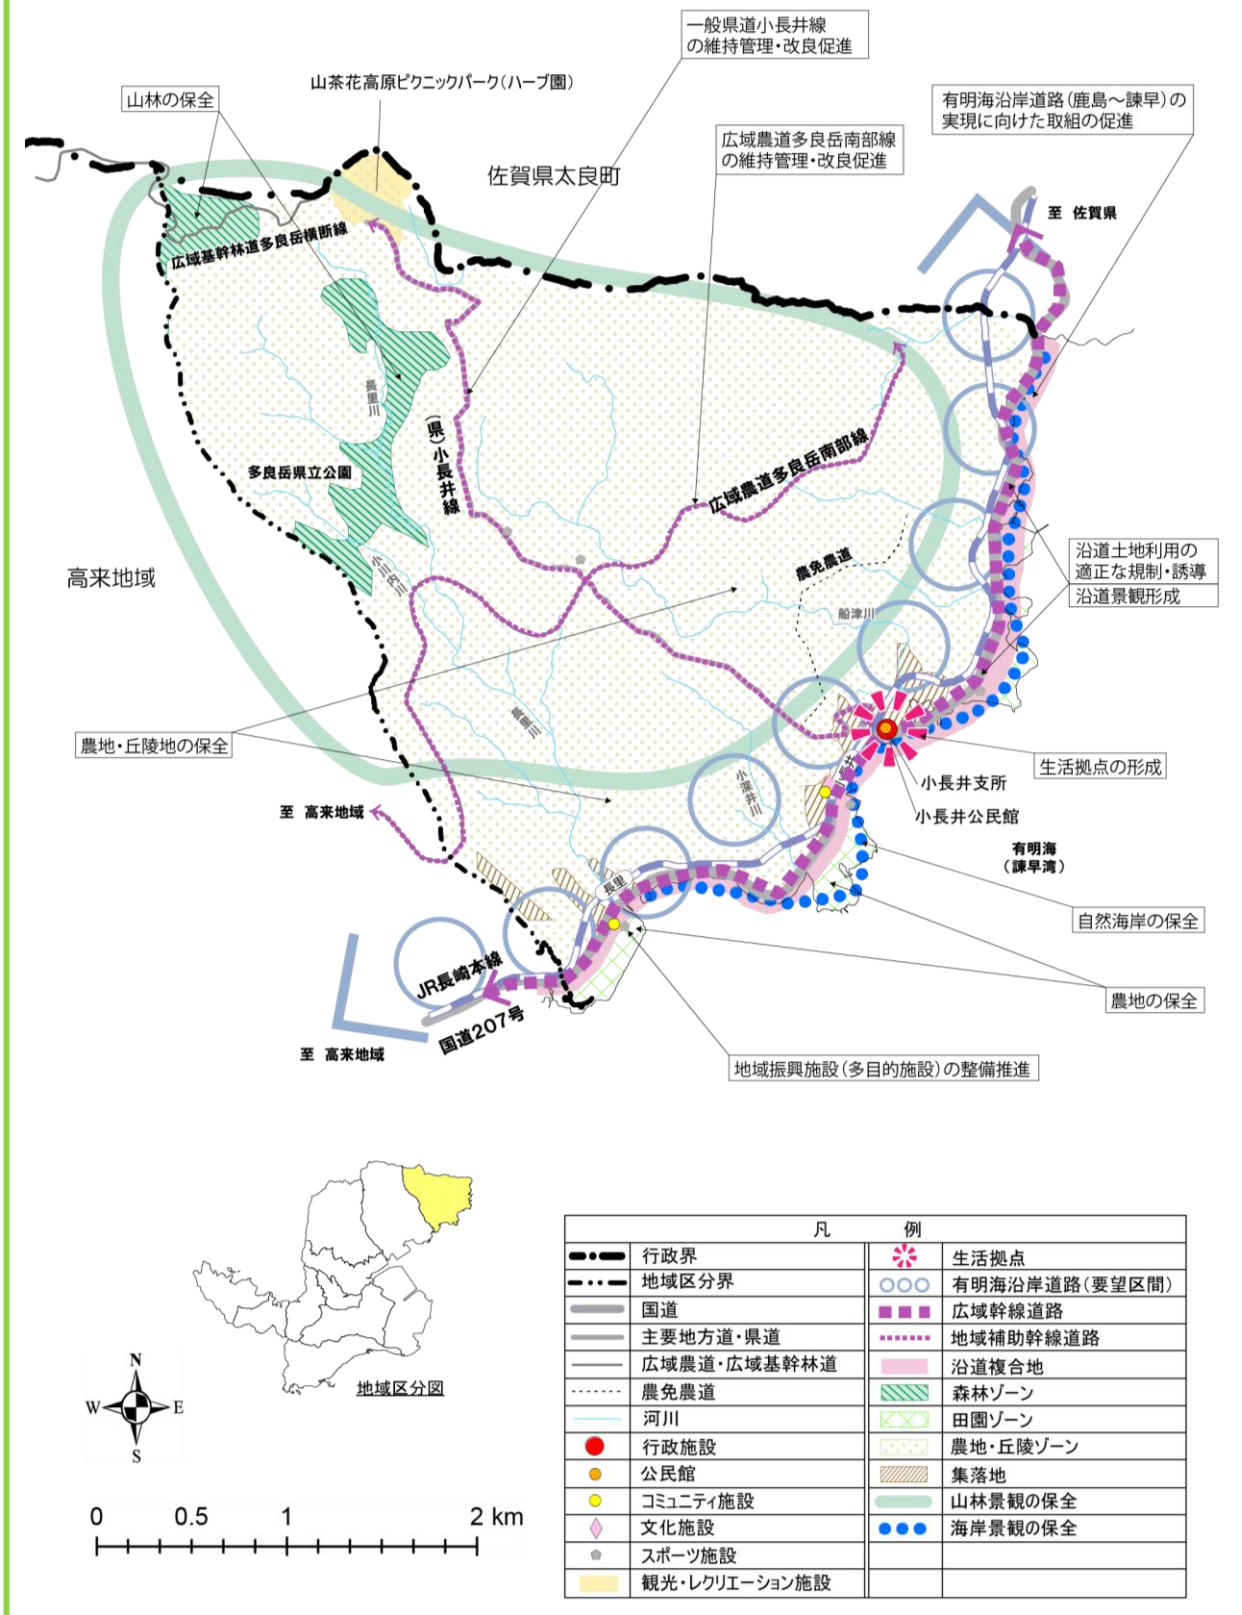 一般県道小長井線
の維持管理・改良促進
山茶花高原ピクニックパーク(ハーブ園)
山林の保全
有明海沿岸道路(鹿島～諫早)の
実現に向けた取組の促進
広域農道多良岳南部線
の維持管理・改良促進
佐賀県太良町
至 佐賀県
広域基幹林道多良岳横断線
長里川
(県)小長井線
広域農道多良岳南部線
多良岳県立公園
高来地域
小川内川
農免農道
船津川
沿道土地利用の
適正な規制・誘導
沿道景観形成
長里川
農地・丘陵地の保全
小深井川
小長井
生活拠点の形成
小長井支所
小長井公民館
至 高来地域
有明海
(諫早湾)
長里
自然海岸の保全
JR長崎本線
農地の保全
国道207号
至 高来地域
地域振興施設(多目的施設)の整備推進
地域区分図
N
W
E
S
0 0.5 1 2 km
凡 例
行政界
生活拠点
地域区分界
有明海沿岸道路(要望区間)
国道
広域幹線道路
主要地方道・県道
地域補助幹線道路
広域農道・広域基幹林道
沿道複合地
農免農道
森林ゾーン
河川
田園ゾーン
行政施設
農地・丘陵ゾーン
公民館
集落地
コミュニティ施設
山林景観の保全
文化施設
海岸景観の保全
スポーツ施設
観光・レクリエーション施設